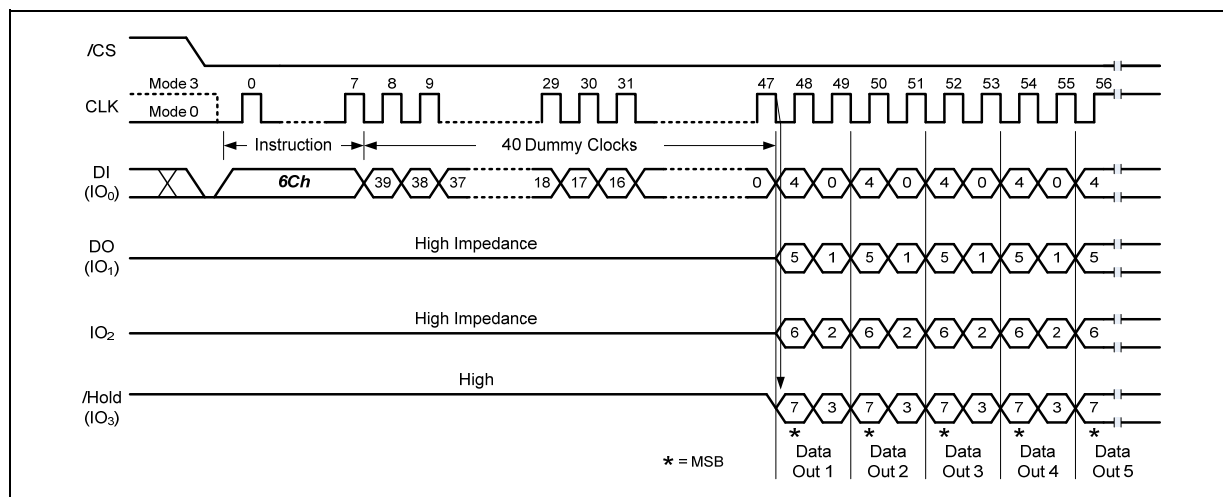 /CS
Mode 3 0 7 8 9 29 30 31 47 48 49 50 51 52 53 54 55 56
CLK
Mode 0
Instruction 40 Dummy Clocks
DI
(IO0) 6Ch 39 38 37 18 17 16 0 4 0 4 0 4 0 4 0 4
DO
(IO1) High Impedance 5 1 5 1 5 1 5 1 5
IO2 High Impedance 6 2 6 2 6 2 6 2 6
/Hold
(IO3) High 7 3 7 3 7 3 7 3 7
* * * * *
* = MSB
Data Out 1
Data Out 2
Data Out 3
Data Out 4
Data Out 5